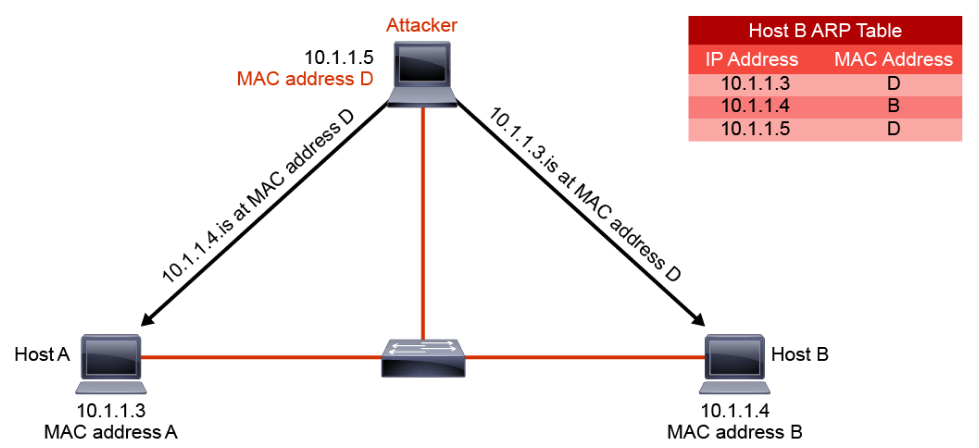 Attacker
10.1.1.5
MAC address D
Host B ARP Table
IP Address MAC Address
10.1.1.3 D
10.1.1.4 B
10.1.1.5 D
10.1.1.4.is at MAC address D
10.1.1.3.is at MAC address D
Host A
10.1.1.3
MAC address A
Host B
10.1.1.4
MAC address B